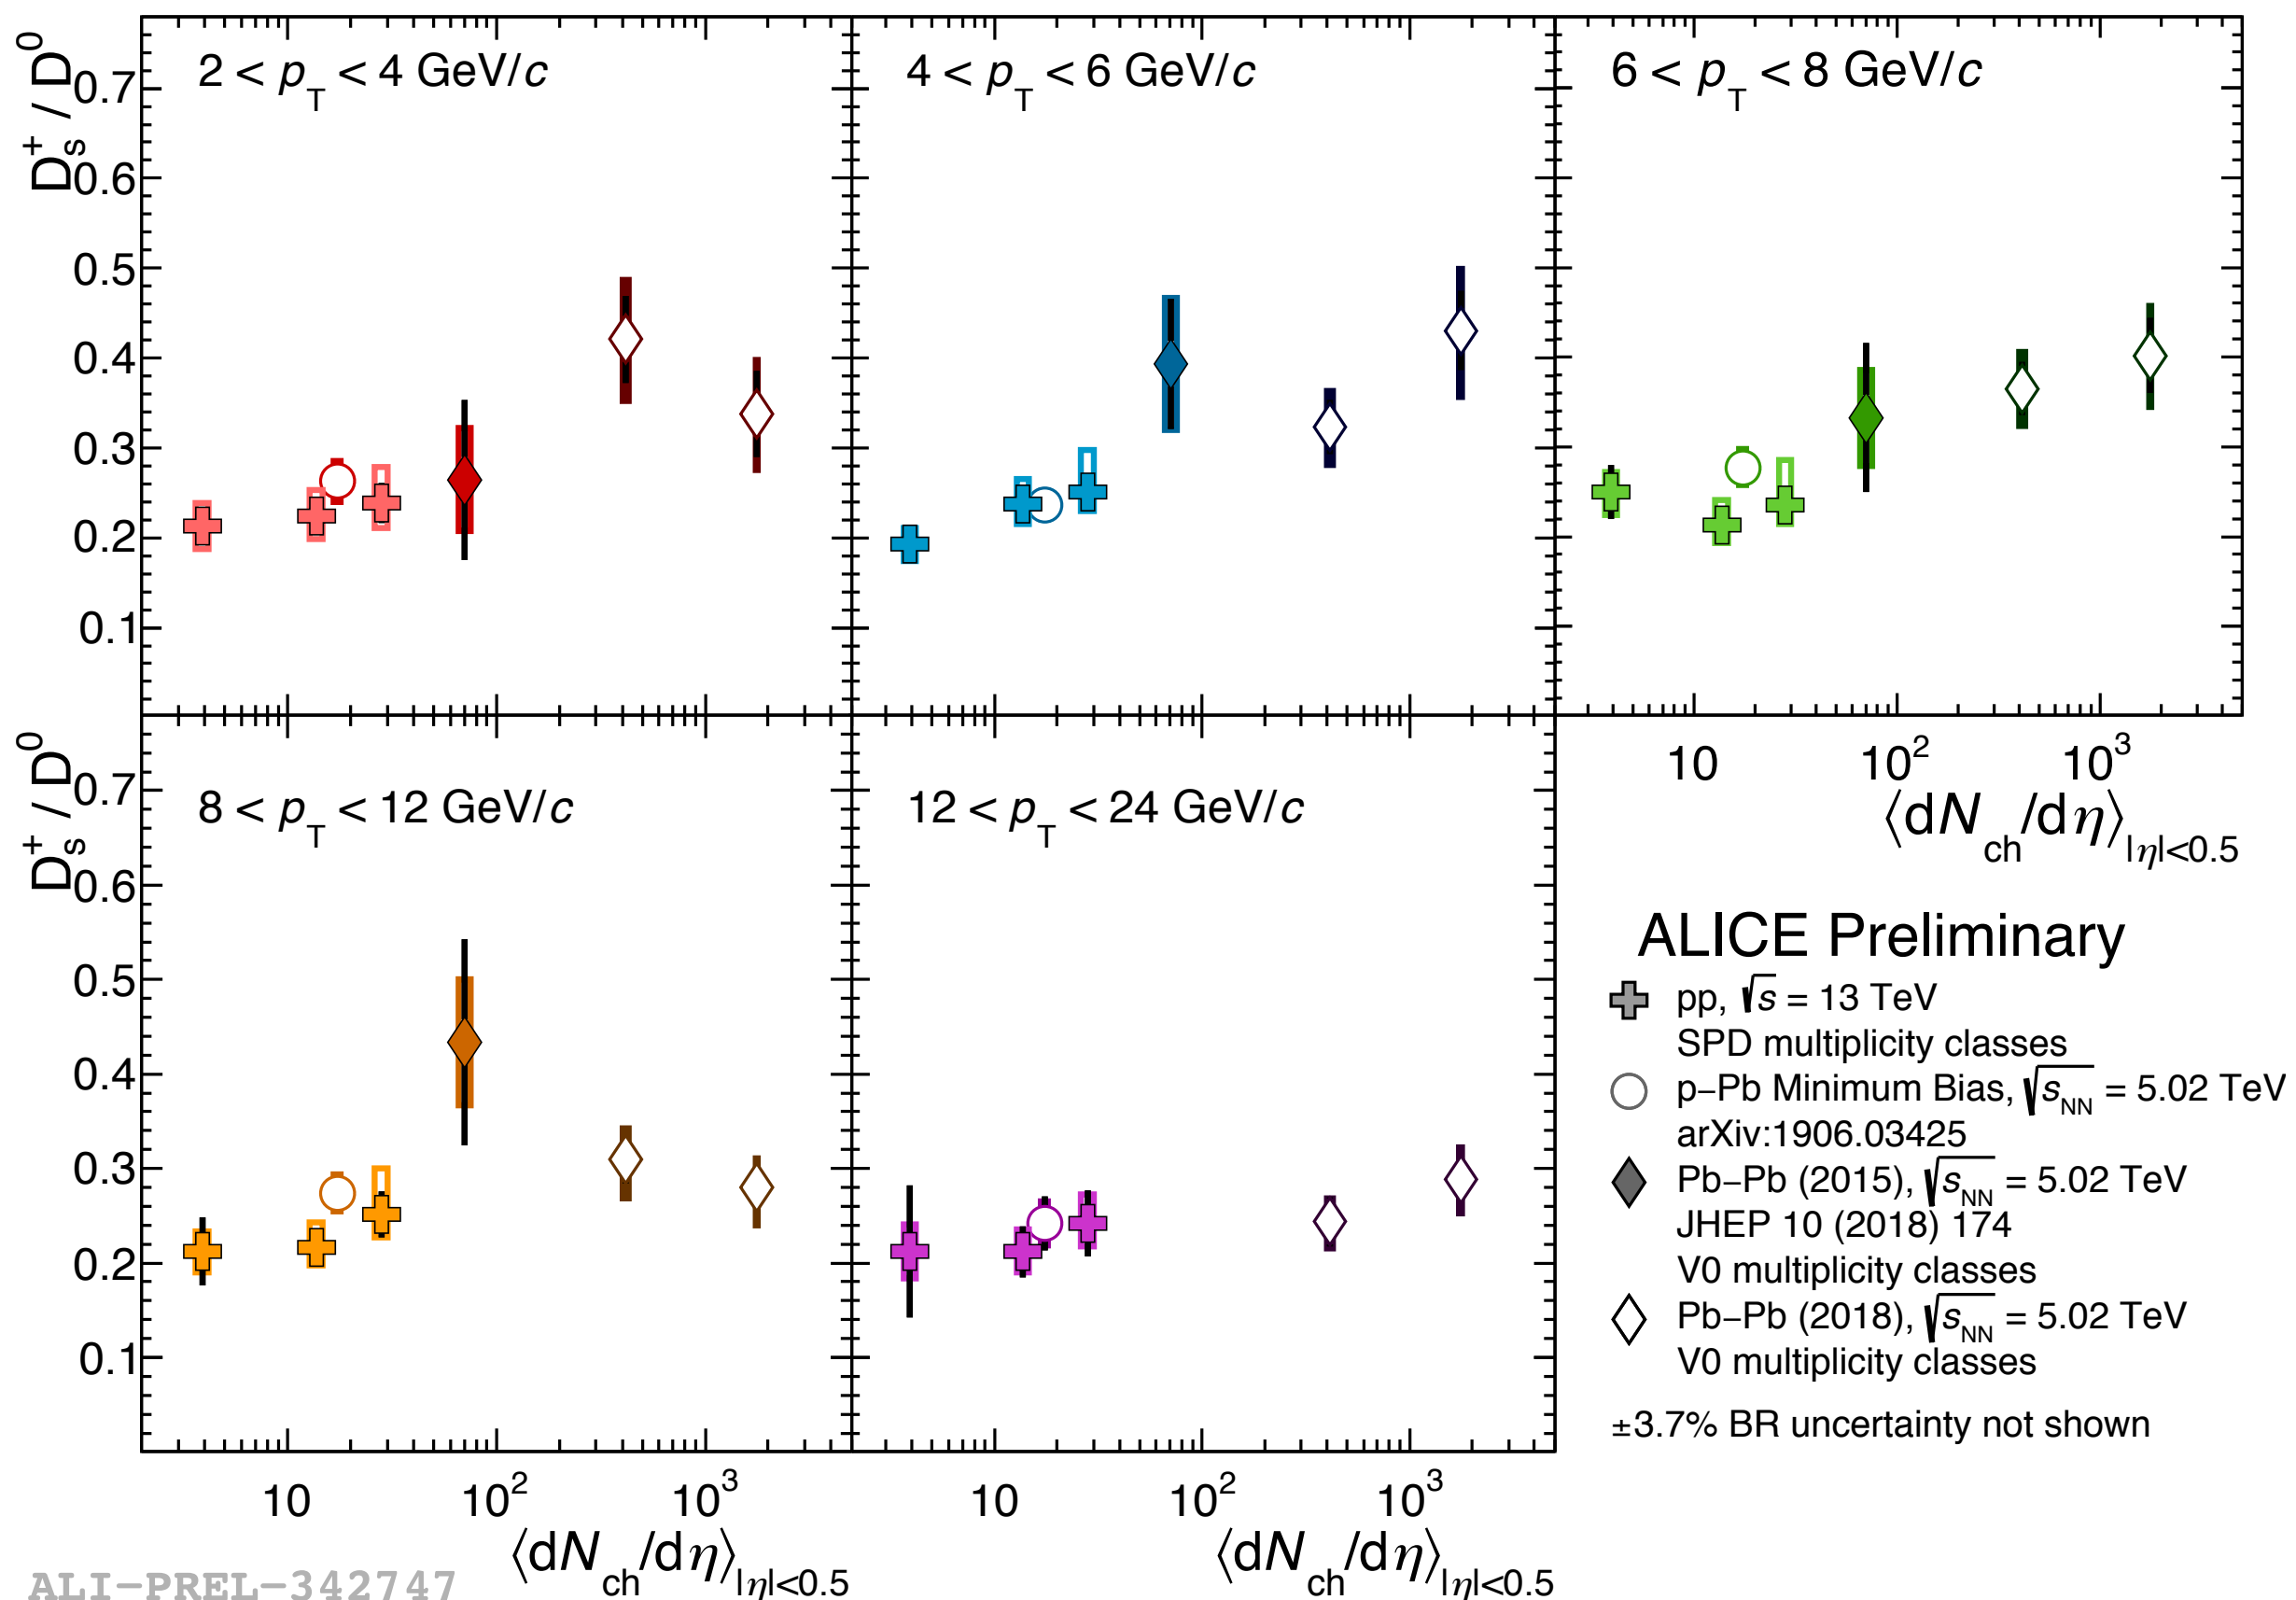 D_s^+ / D^0
2 < p_T < 4 GeV/c
4 < p_T < 6 GeV/c
6 < p_T < 8 GeV/c
0.7
0.6
0.5
0.4
0.3
0.2
0.1
10
10^2
10^3
⟨dN_ch/dη⟩_|η|<0.5
D_s^+ / D^0
8 < p_T < 12 GeV/c
12 < p_T < 24 GeV/c
0.7
0.6
0.5
0.4
0.3
0.2
0.1
10
10^2
10^3
10
10^2
10^3
⟨dN_ch/dη⟩_|η|<0.5
⟨dN_ch/dη⟩_|η|<0.5
ALICE Preliminary
pp, √s = 13 TeV
SPD multiplicity classes
p−Pb Minimum Bias, √s_NN = 5.02 TeV
arXiv:1906.03425
Pb−Pb (2015), √s_NN = 5.02 TeV
JHEP 10 (2018) 174
V0 multiplicity classes
Pb−Pb (2018), √s_NN = 5.02 TeV
V0 multiplicity classes
±3.7% BR uncertainty not shown
ALI−PREL−342747